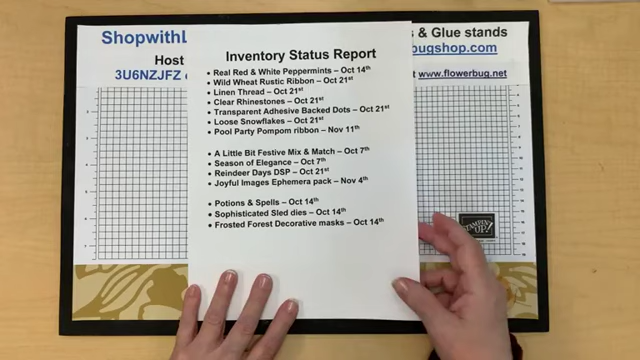 ShopwithL
s & Glue stands
Host
bugshop.com
3U6NZJFZ
www.flowerbug.net
Inventory Status Report
• Real Red & White Peppermints – Oct 14th
• Wild Wheat Rustic Ribbon – Oct 21st
• Linen Thread – Oct 21st
• Clear Rhinestones – Oct 21st
• Transparent Adhesive Backed Dots – Oct 21st
• Loose Snowflakes – Oct 21st
• Pool Party Pompom ribbon – Nov 11th
• A Little Bit Festive Mix & Match – Oct 7th
• Season of Elegance – Oct 7th
• Reindeer Days DSP – Oct 21st
• Joyful Images Ephemera pack – Nov 4th
• Potions & Spells – Oct 14th
• Sophisticated Sled dies – Oct 14th
• Frosted Forest Decorative masks – Oct 14th
STAMPIN' UP!